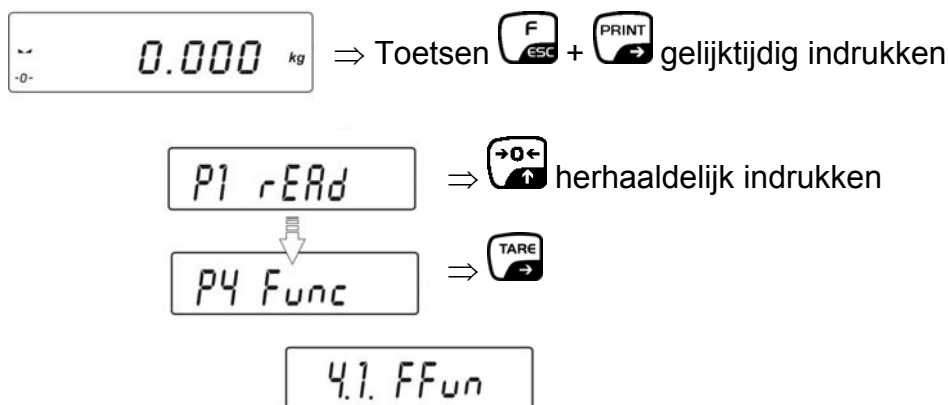 0.000 kg ⇒ Toetsen F ESC + PRINT gelijktijdig indrukken
-0-
P1 rEAd ⇒ →0← herhaaldelijk indrukken
P4 Func ⇒ TARE
4.1. FFun